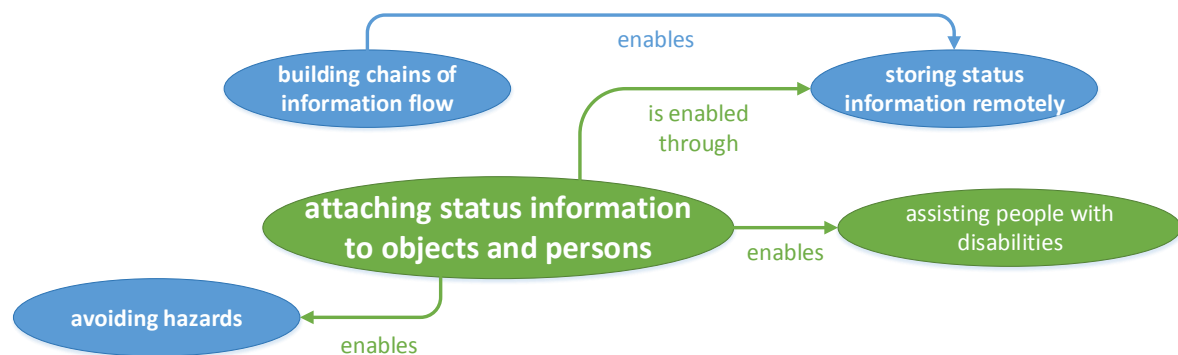 enables
building chains of
information flow
storing status
information remotely
is enabled
through
attaching status information
to objects and persons
assisting people with
disabilities
enables
avoiding hazards
enables